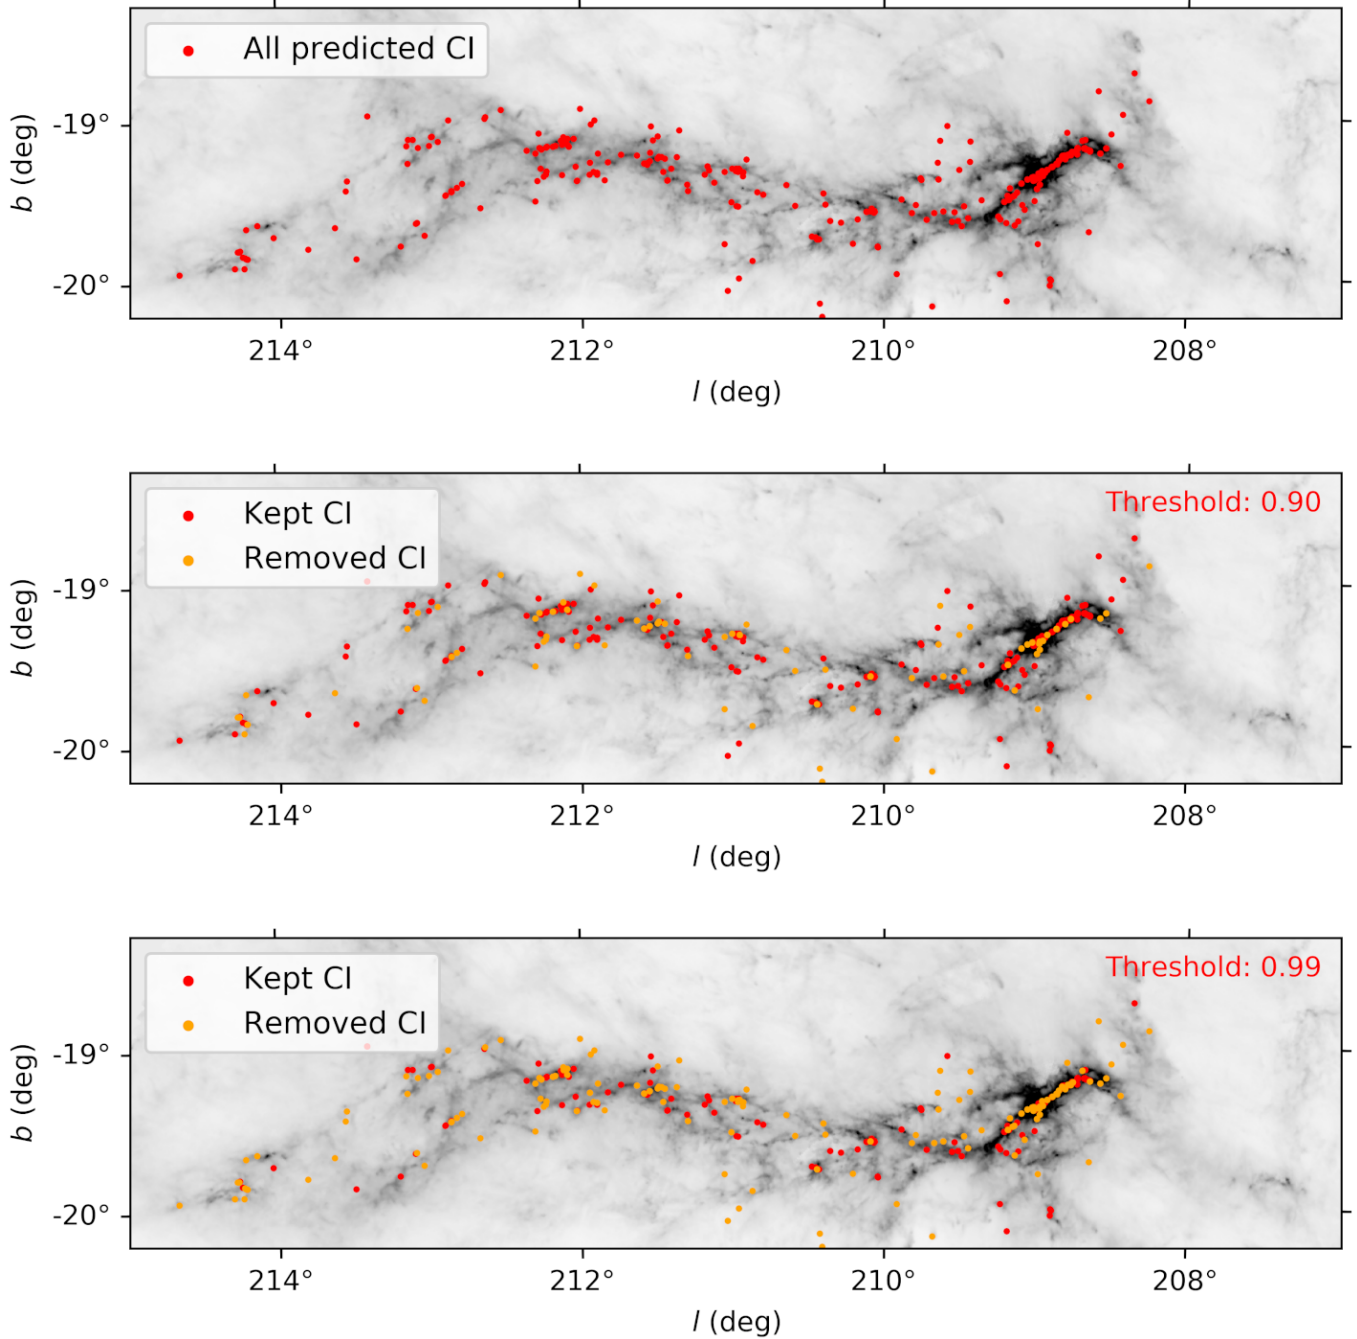 All predicted CI
-19°
b (deg)
-20°
214°
212°
210°
208°
l (deg)
Kept CI
Removed CI
Threshold: 0.90
-19°
b (deg)
-20°
214°
212°
210°
208°
l (deg)
Kept CI
Removed CI
Threshold: 0.99
-19°
b (deg)
-20°
214°
212°
210°
208°
l (deg)